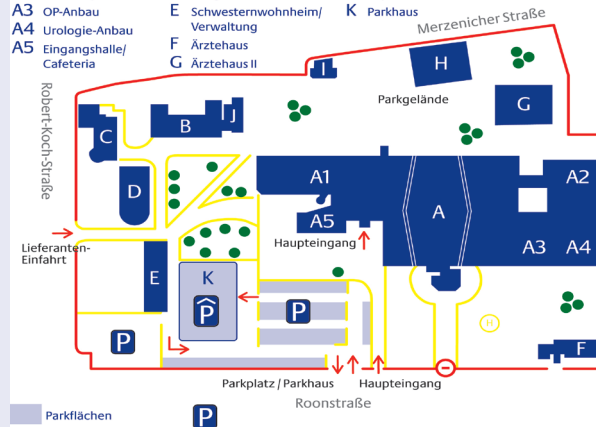 A3 OP-Anbau
A4 Urologie-Anbau
A5 Eingangshalle/
Cafeteria
E Schwesternwohnheim/
Verwaltung
F Ärztehaus
G Ärztehaus II
K Parkhaus
Merzenicher Straße
Robert-Koch-Straße
I
H
Parkgelände
G
C
B
J
D
A1
A5
A
A2
A3
A4
Haupteingang
Lieferanten-
Einfahrt
E
K
P
P
P
H
F
Parkplatz / Parkhaus
Haupteingang
Roonstraße
Parkflächen
P